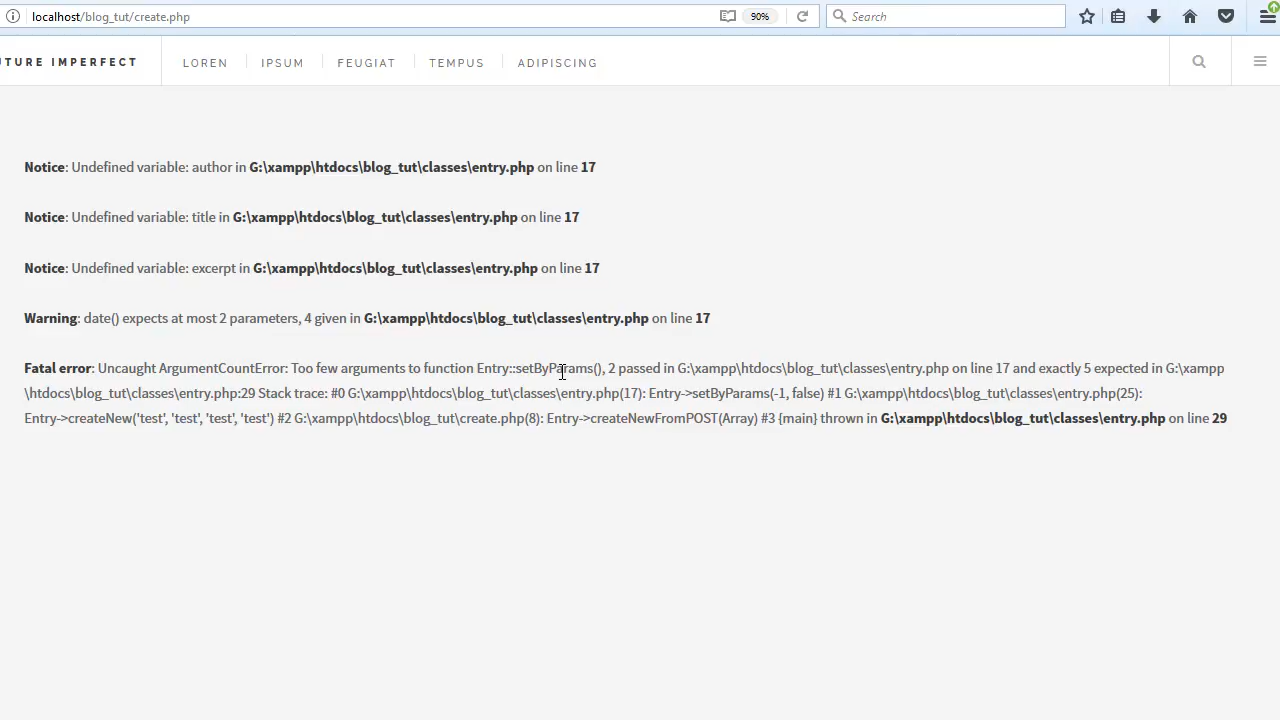 localhost/blog_tut/create.php
90%
Search
UTURE IMPERFECT
LOREN
IPSUM
FEUGIAT
TEMPUS
ADIPISCING
Notice: Undefined variable: author in G:\xampp\htdocs\blog_tut\classes\entry.php on line 17
Notice: Undefined variable: title in G:\xampp\htdocs\blog_tut\classes\entry.php on line 17
Notice: Undefined variable: excerpt in G:\xampp\htdocs\blog_tut\classes\entry.php on line 17
Warning: date() expects at most 2 parameters, 4 given in G:\xampp\htdocs\blog_tut\classes\entry.php on line 17
Fatal error: Uncaught ArgumentCountError: Too few arguments to function Entry::setByParams(), 2 passed in G:\xampp\htdocs\blog_tut\classes\entry.php on line 17 and exactly 5 expected in G:\xampp
\htdocs\blog_tut\classes\entry.php:29 Stack trace: #0 G:\xampp\htdocs\blog_tut\classes\entry.php(17): Entry->setByParams(-1, false) #1 G:\xampp\htdocs\blog_tut\classes\entry.php(25):
Entry->createNew('test', 'test', 'test', 'test') #2 G:\xampp\htdocs\blog_tut\create.php(8): Entry->createNewFromPOST(Array) #3 {main} thrown in G:\xampp\htdocs\blog_tut\classes\entry.php on line 29